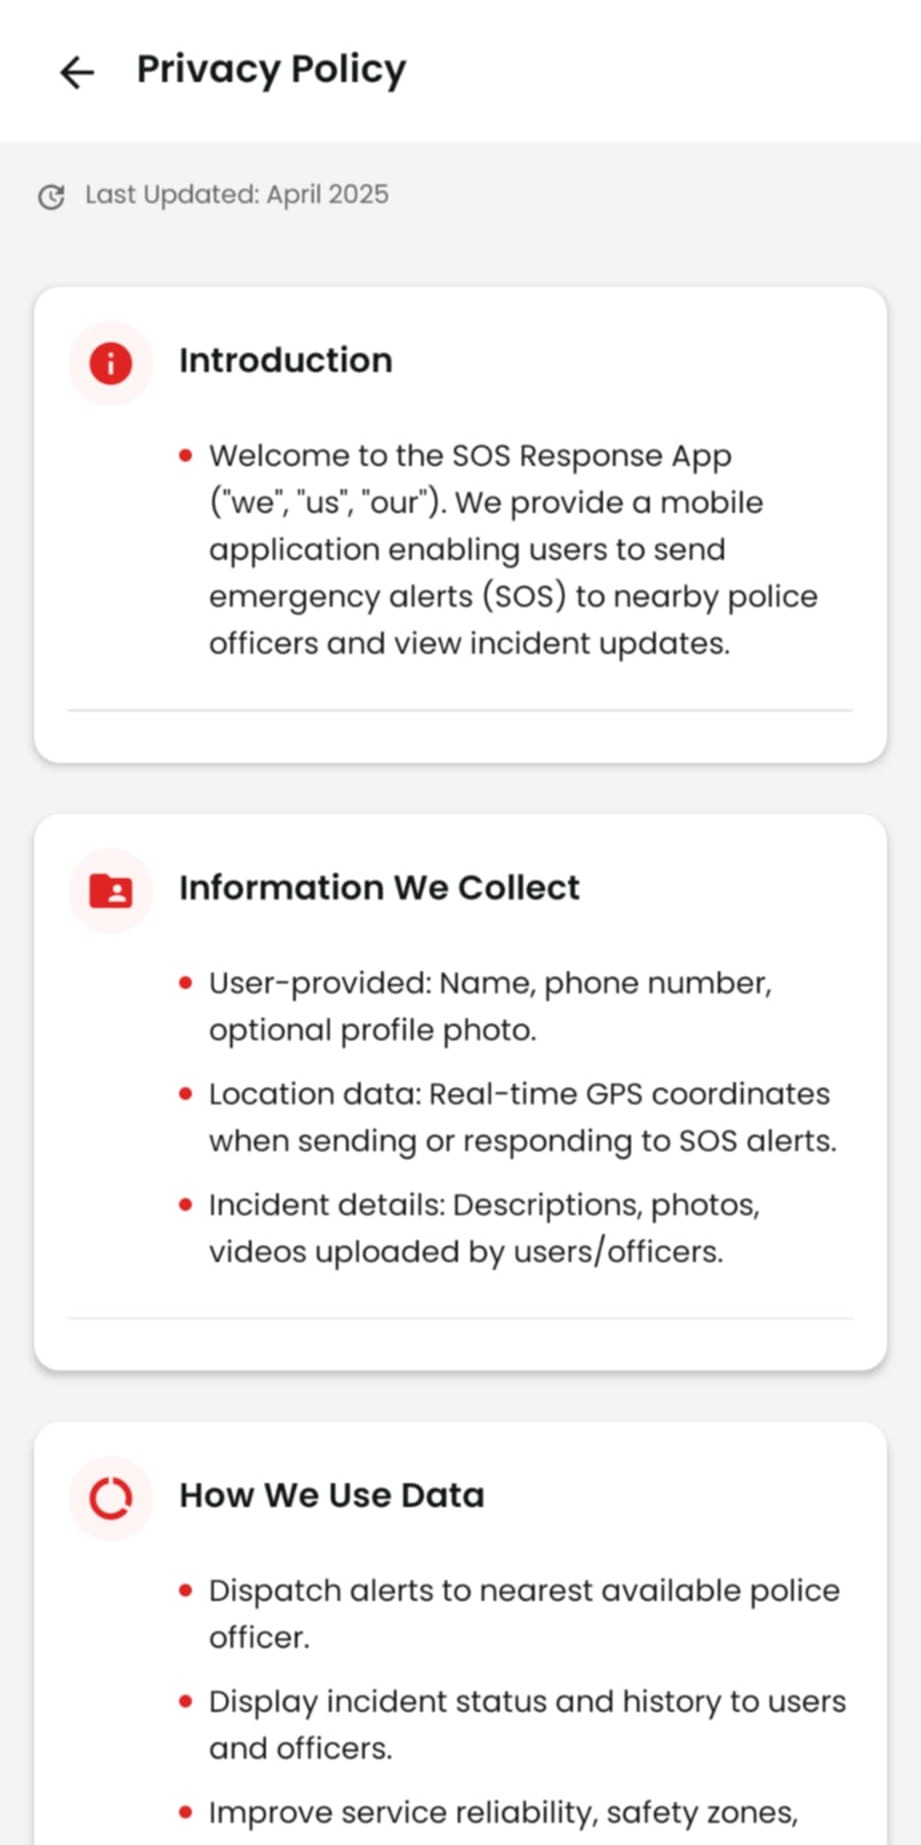 Privacy Policy
Last Updated: April 2025
Introduction
• Welcome to the SOS Response App
("we", "us", "our"). We provide a mobile
application enabling users to send
emergency alerts (SOS) to nearby police
officers and view incident updates.
Information We Collect
• User-provided: Name, phone number,
optional profile photo.
• Location data: Real-time GPS coordinates
when sending or responding to SOS alerts.
• Incident details: Descriptions, photos,
videos uploaded by users/officers.
How We Use Data
• Dispatch alerts to nearest available police
officer.
• Display incident status and history to users
and officers.
• Improve service reliability, safety zones,